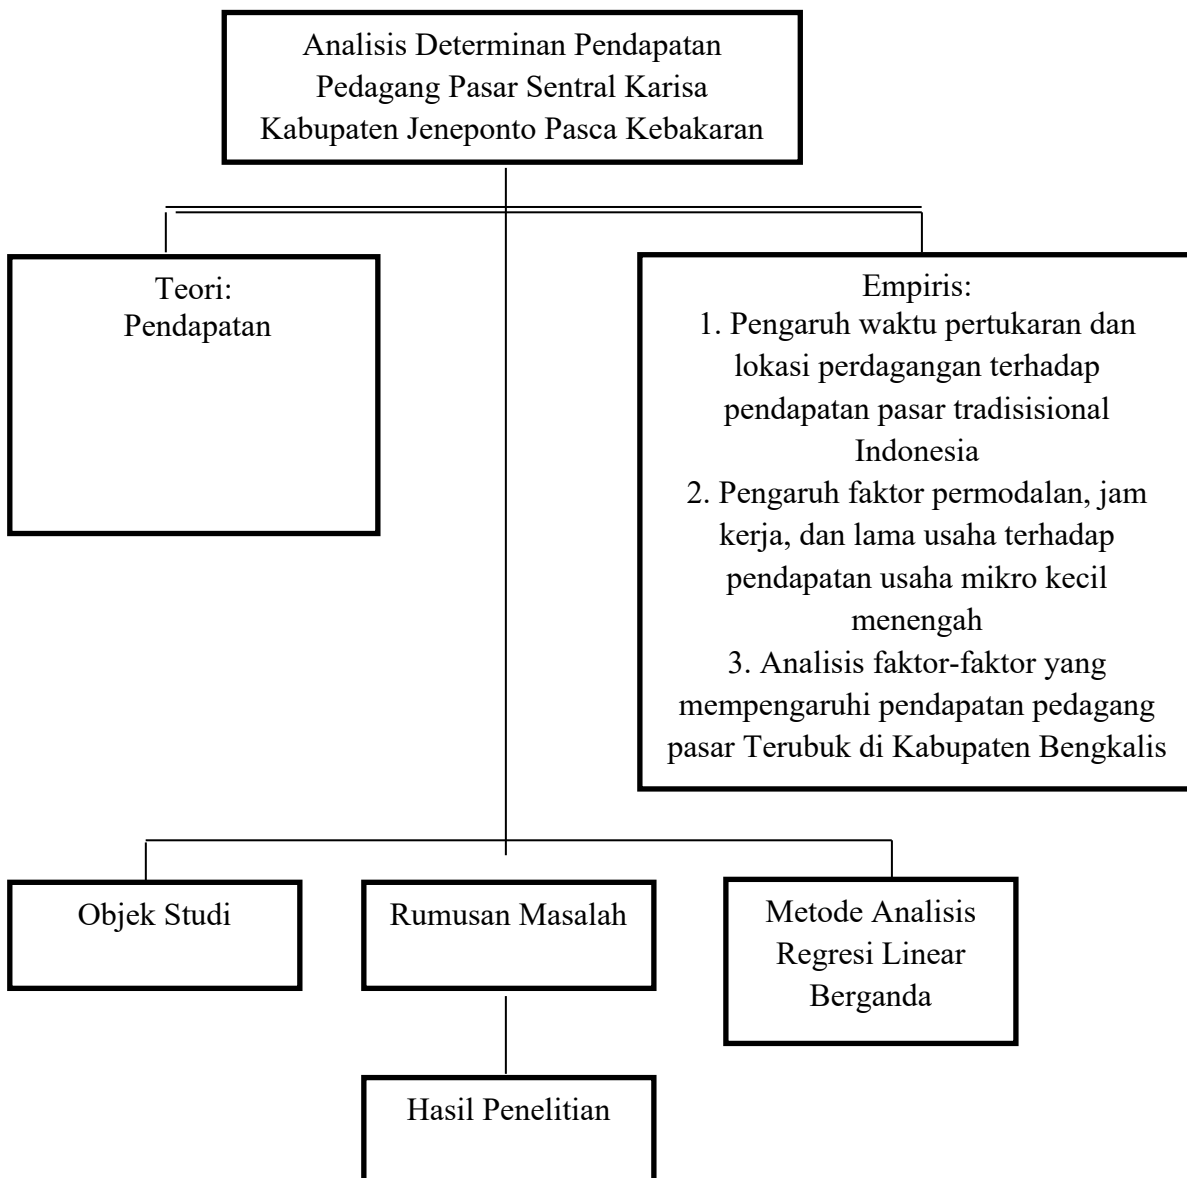 Analisis Determinan Pendapatan
Pedagang Pasar Sentral Karisa
Kabupaten Jeneponto Pasca Kebakaran
Teori:
Pendapatan
Empiris:
1. Pengaruh waktu pertukaran dan
lokasi perdagangan terhadap
pendapatan pasar tradisisional
Indonesia
2. Pengaruh faktor permodalan, jam
kerja, dan lama usaha terhadap
pendapatan usaha mikro kecil
menengah
3. Analisis faktor-faktor yang
mempengaruhi pendapatan pedagang
pasar Terubuk di Kabupaten Bengkalis
Objek Studi
Rumusan Masalah
Metode Analisis
Regresi Linear
Berganda
Hasil Penelitian